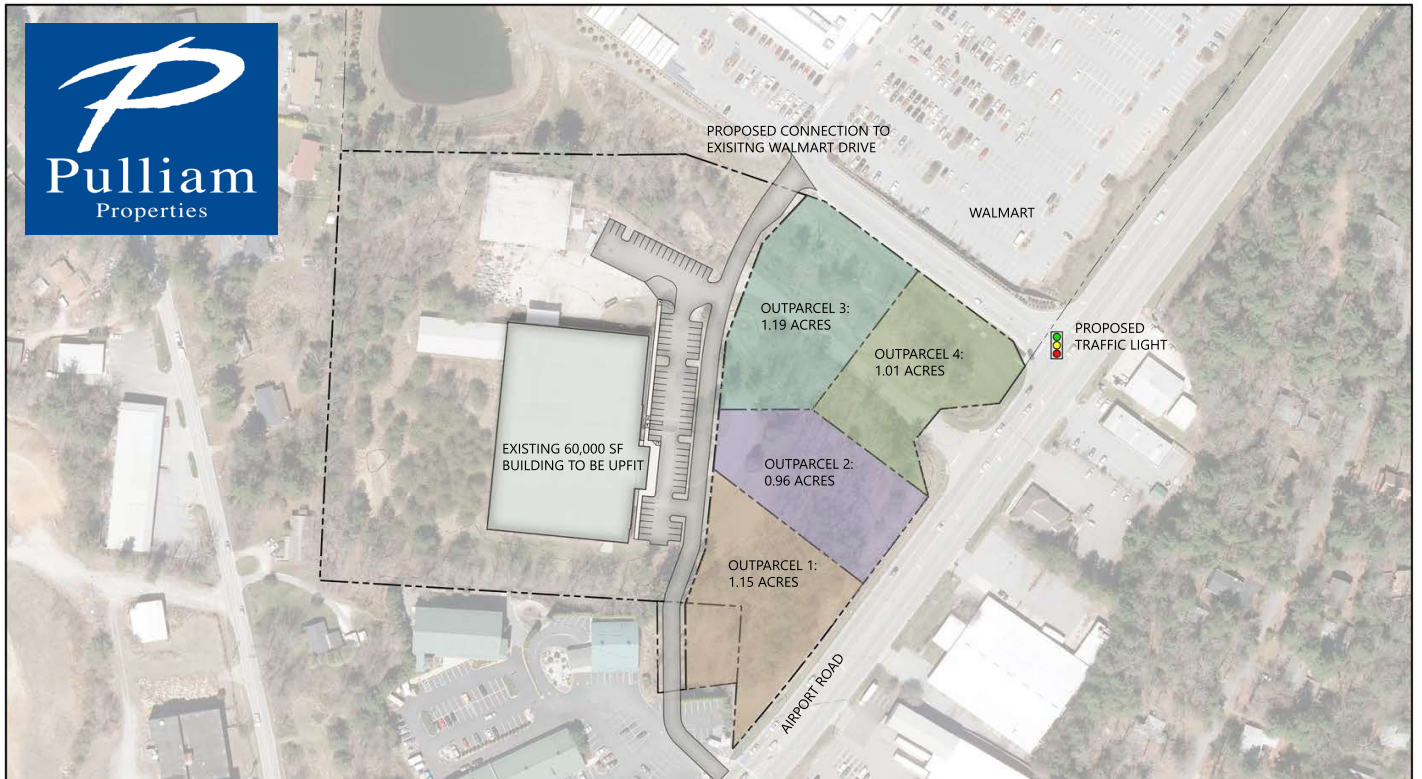 P
Pulliam
Properties
PROPOSED CONNECTION TO
EXISITNG WALMART DRIVE
WALMART
OUTPARCEL 3:
1.19 ACRES
PROPOSED
TRAFFIC LIGHT
OUTPARCEL 4:
1.01 ACRES
EXISTING 60,000 SF
BUILDING TO BE UPFIT
OUTPARCEL 2:
0.96 ACRES
OUTPARCEL 1:
1.15 ACRES
AIRPORT ROAD